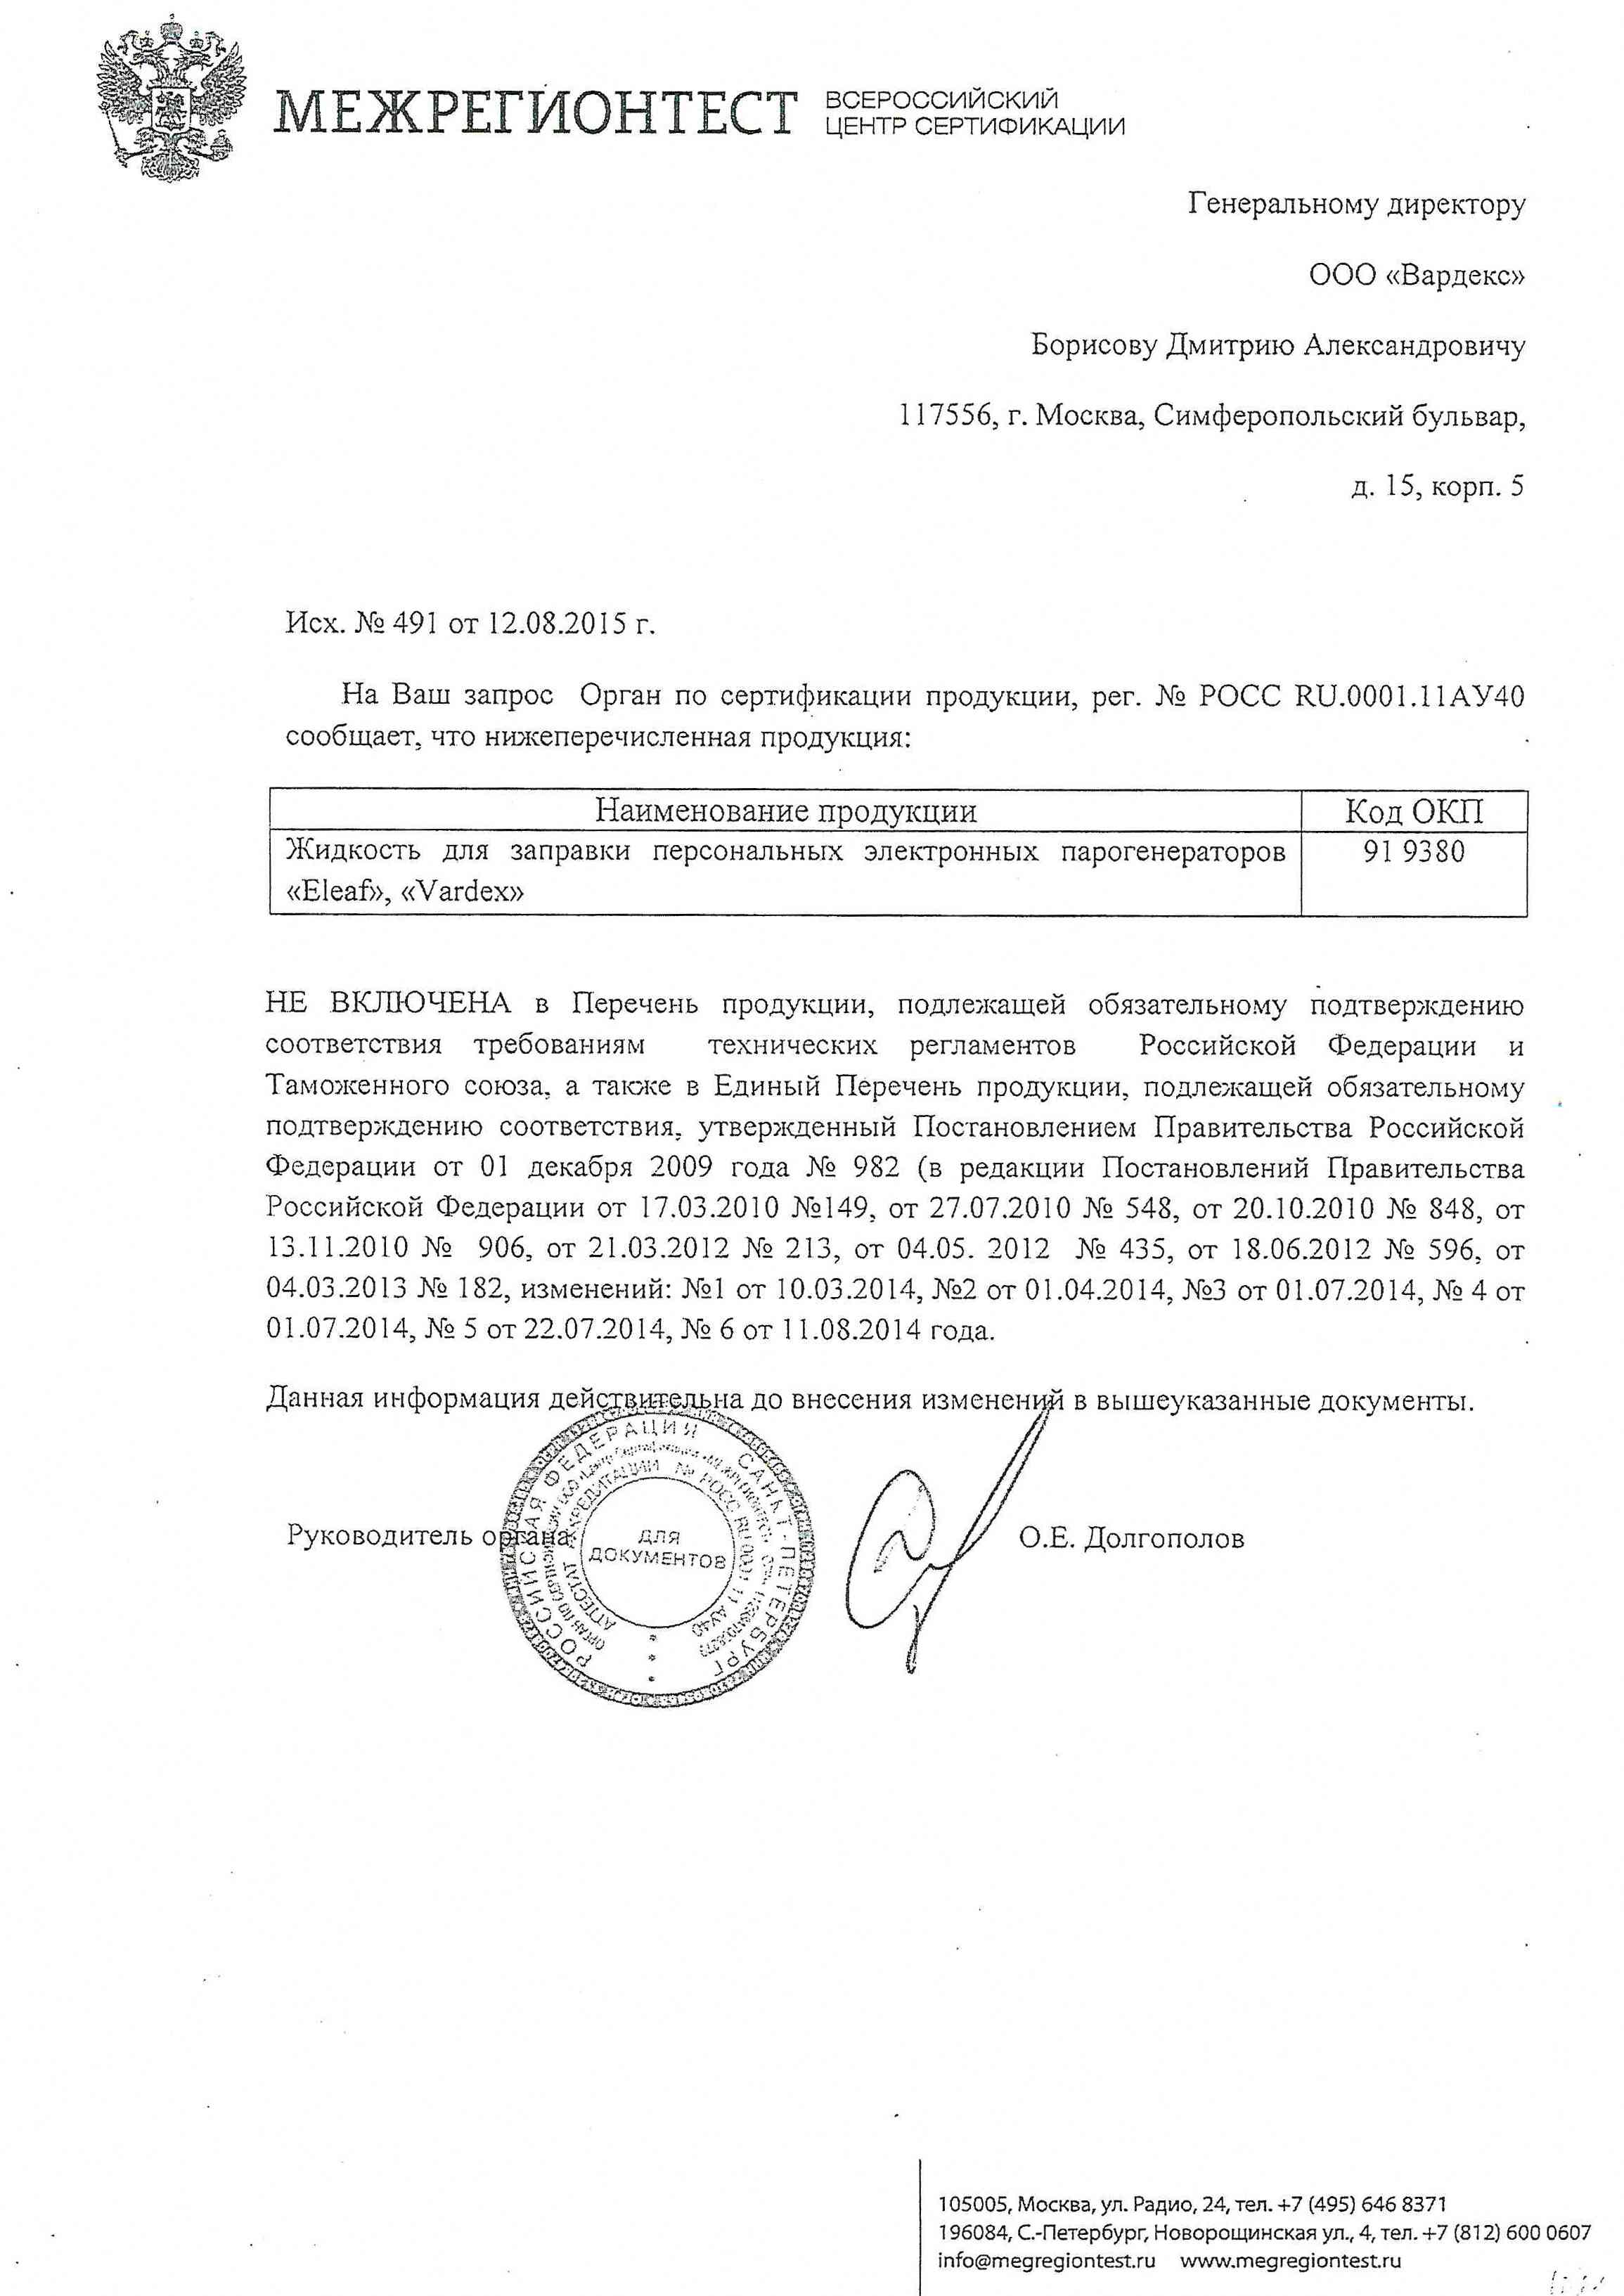 МЕЖРЕГИОНТЕСТ
ВСЕРОССИЙСКИЙ
ЦЕНТР СЕРТИФИКАЦИИ
Генеральному директору
ООО «Вардекс»
Борисову Дмитрию Александровичу
117556, г. Москва, Симферопольский бульвар,
д. 15, корп. 5
Исх. № 491 от 12.08.2015 г.
На Ваш запрос Орган по сертификации продукции, рег. № РОСС RU.0001.11АУ40
сообщает, что нижеперечисленная продукция:
Наименование продукции Код ОКП
Жидкость для заправки персональных электронных парогенераторов 91 9380
«Eleaf», «Vardex»
НЕ ВКЛЮЧЕНА в Перечень продукции, подлежащей обязательному подтверждению
соответствия требованиям технических регламентов Российской Федерации и
Таможенного союза, а также в Единый Перечень продукции, подлежащей обязательному
подтверждению соответствия, утвержденный Постановлением Правительства Российской
Федерации от 01 декабря 2009 года № 982 (в редакции Постановлений Правительства
Российской Федерации от 17.03.2010 №149, от 27.07.2010 № 548, от 20.10.2010 № 848, от
13.11.2010 № 906, от 21.03.2012 № 213, от 04.05. 2012 № 435, от 18.06.2012 № 596, от
04.03.2013 № 182, изменений: №1 от 10.03.2014, №2 от 01.04.2014, №3 от 01.07.2014, № 4 от
01.07.2014, № 5 от 22.07.2014, № 6 от 11.08.2014 года.
Данная информация действительна до внесения изменений в вышеуказанные документы.
Руководитель органа
О.Е. Долгополов
РОССИЙСКАЯ ФЕДЕРАЦИЯ САНКТ-ПЕТЕРБУРГ
АТТЕСТАТ АККРЕДИТАЦИИ № РОСС RU.0001.11АУ40
ДЛЯ
ДОКУМЕНТОВ
105005, Москва, ул. Радио, 24, тел. +7 (495) 646 8371
196084, С.-Петербург, Новорощинская ул., 4, тел. +7 (812) 600 0607
info@megregiontest.ru www.megregiontest.ru